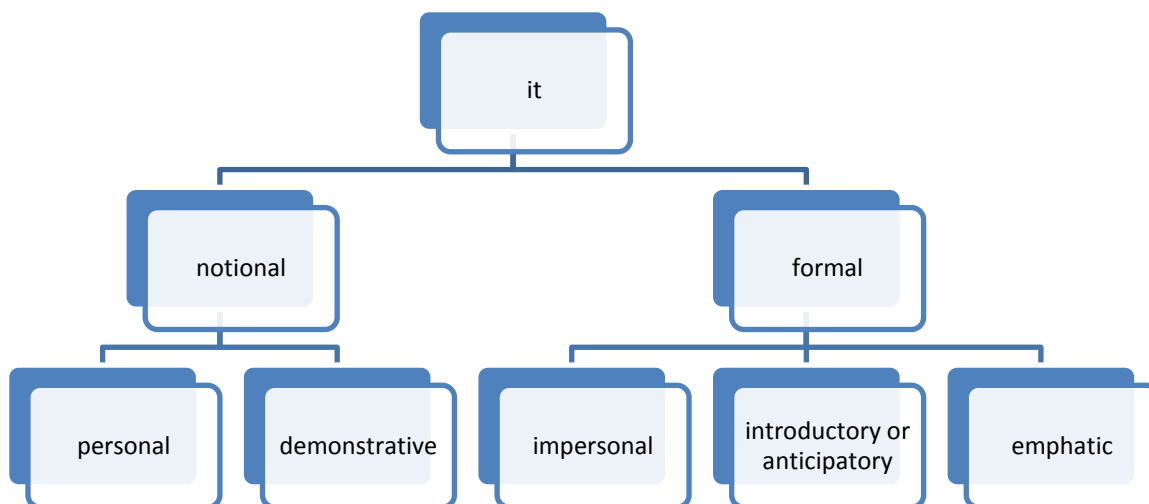 it
notional
formal
personal
demonstrative
impersonal
introductory or
anticipatory
emphatic